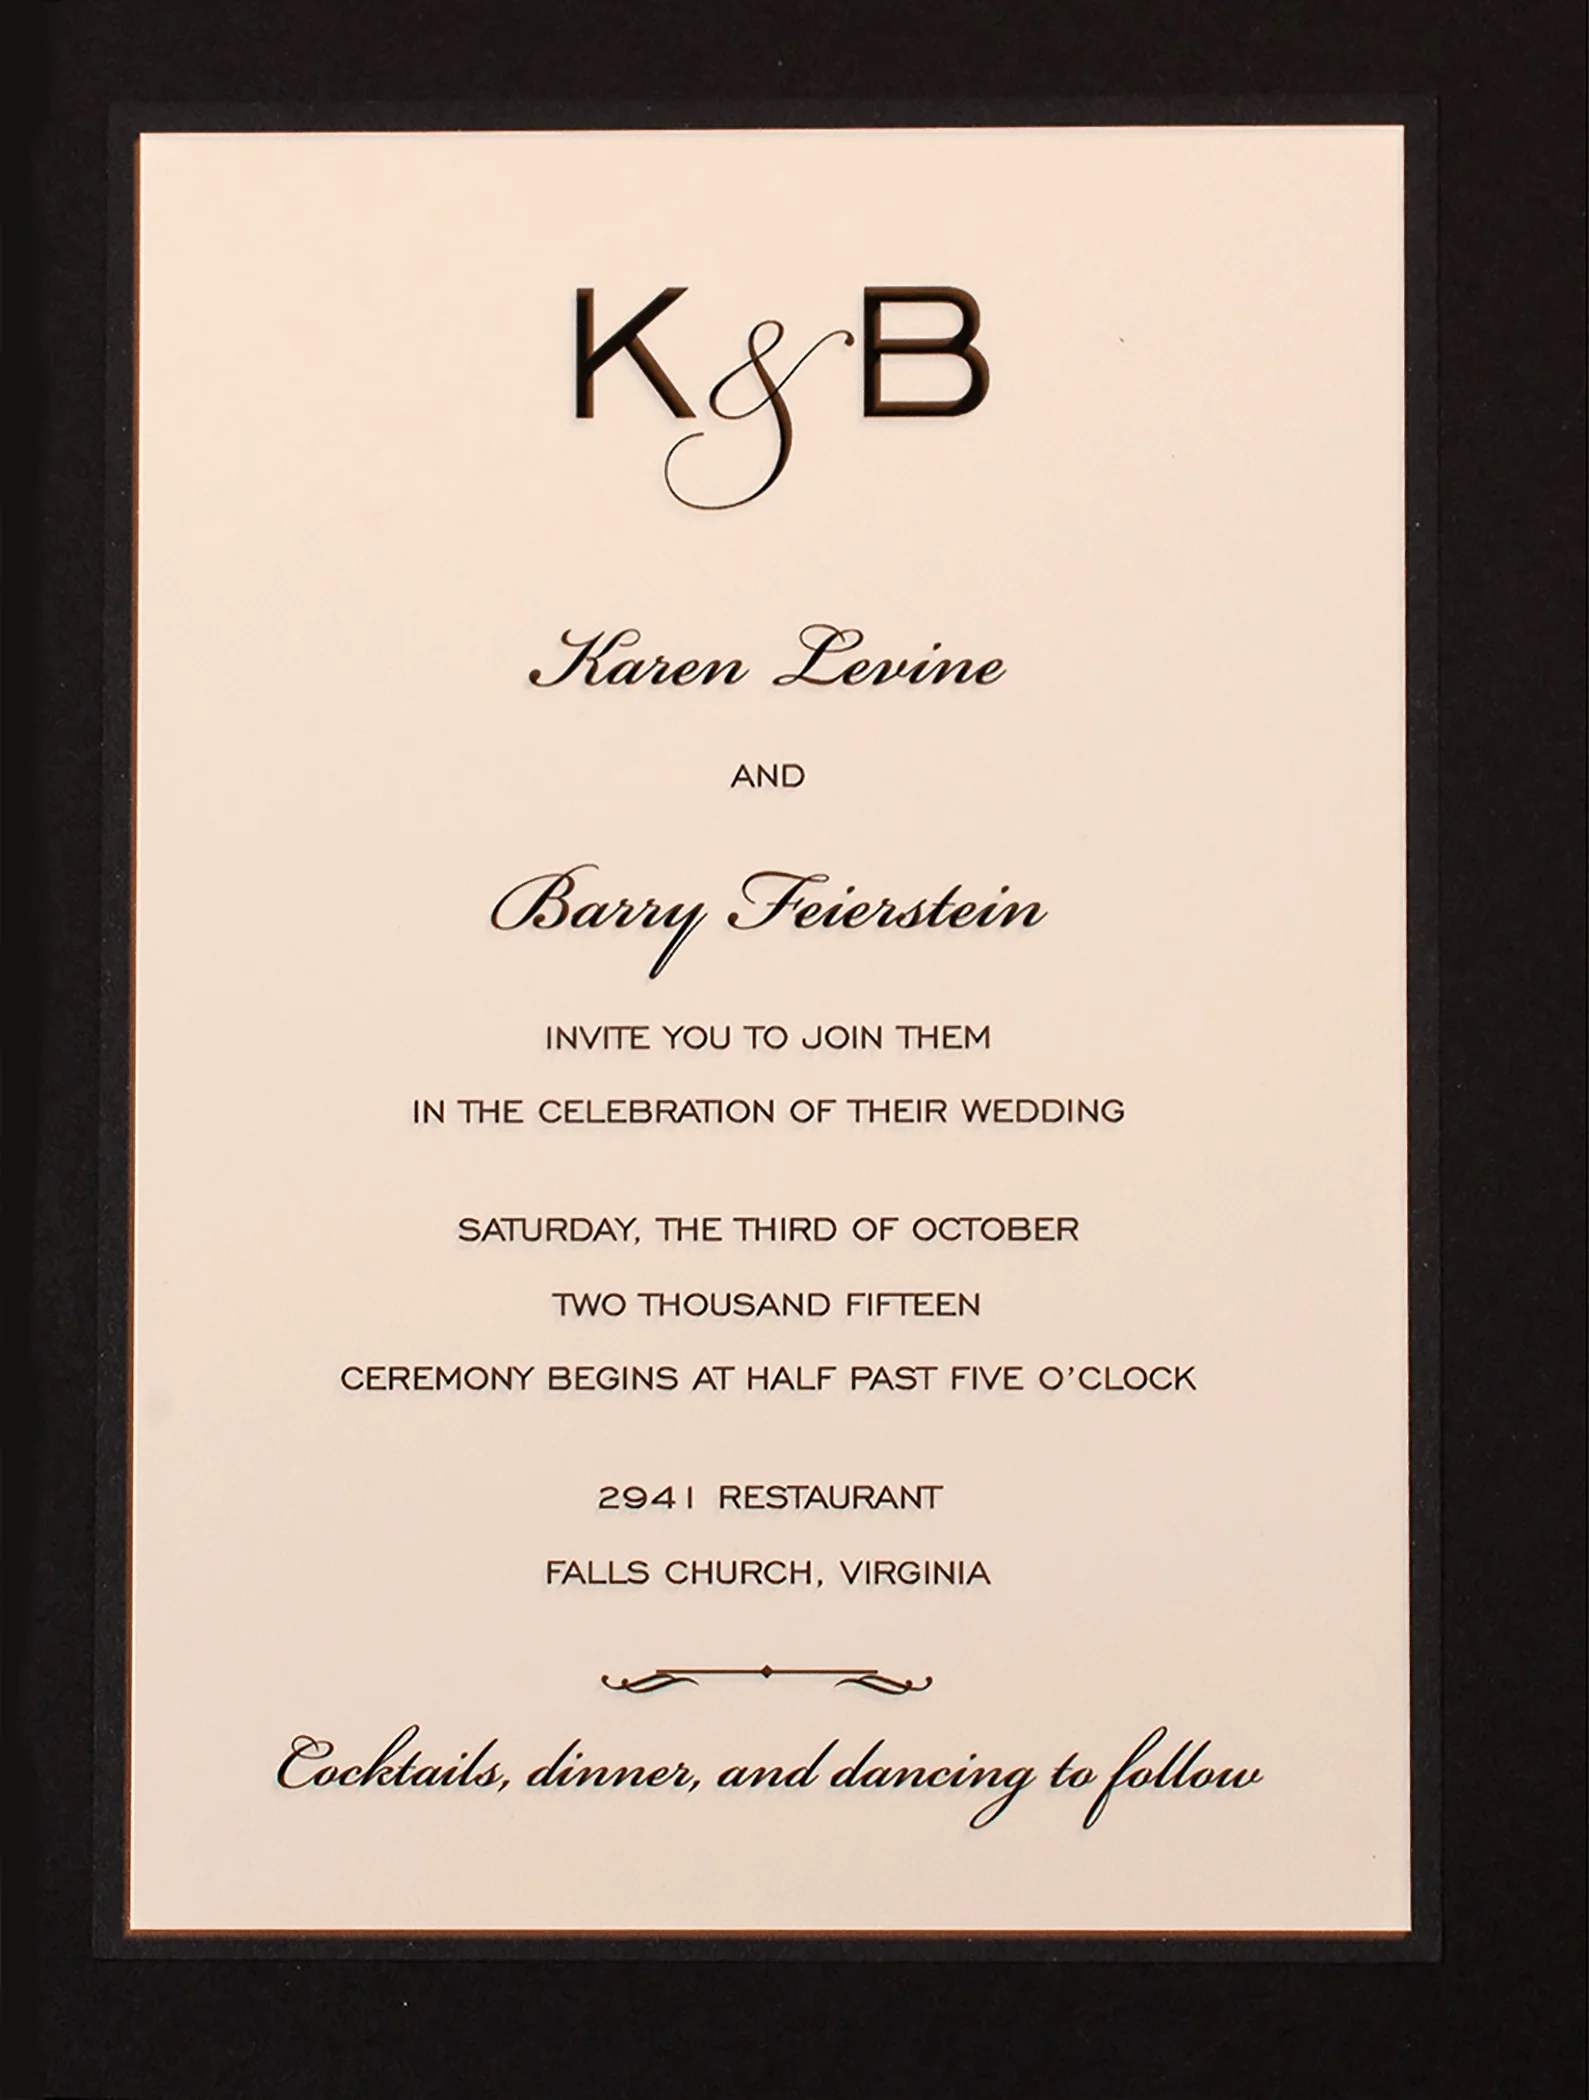 K & B
Karen Levine
AND
Barry Feierstein
INVITE YOU TO JOIN THEM
IN THE CELEBRATION OF THEIR WEDDING
SATURDAY, THE THIRD OF OCTOBER
TWO THOUSAND FIFTEEN
CEREMONY BEGINS AT HALF PAST FIVE O'CLOCK
2941 RESTAURANT
FALLS CHURCH, VIRGINIA
Cocktails, dinner, and dancing to follow